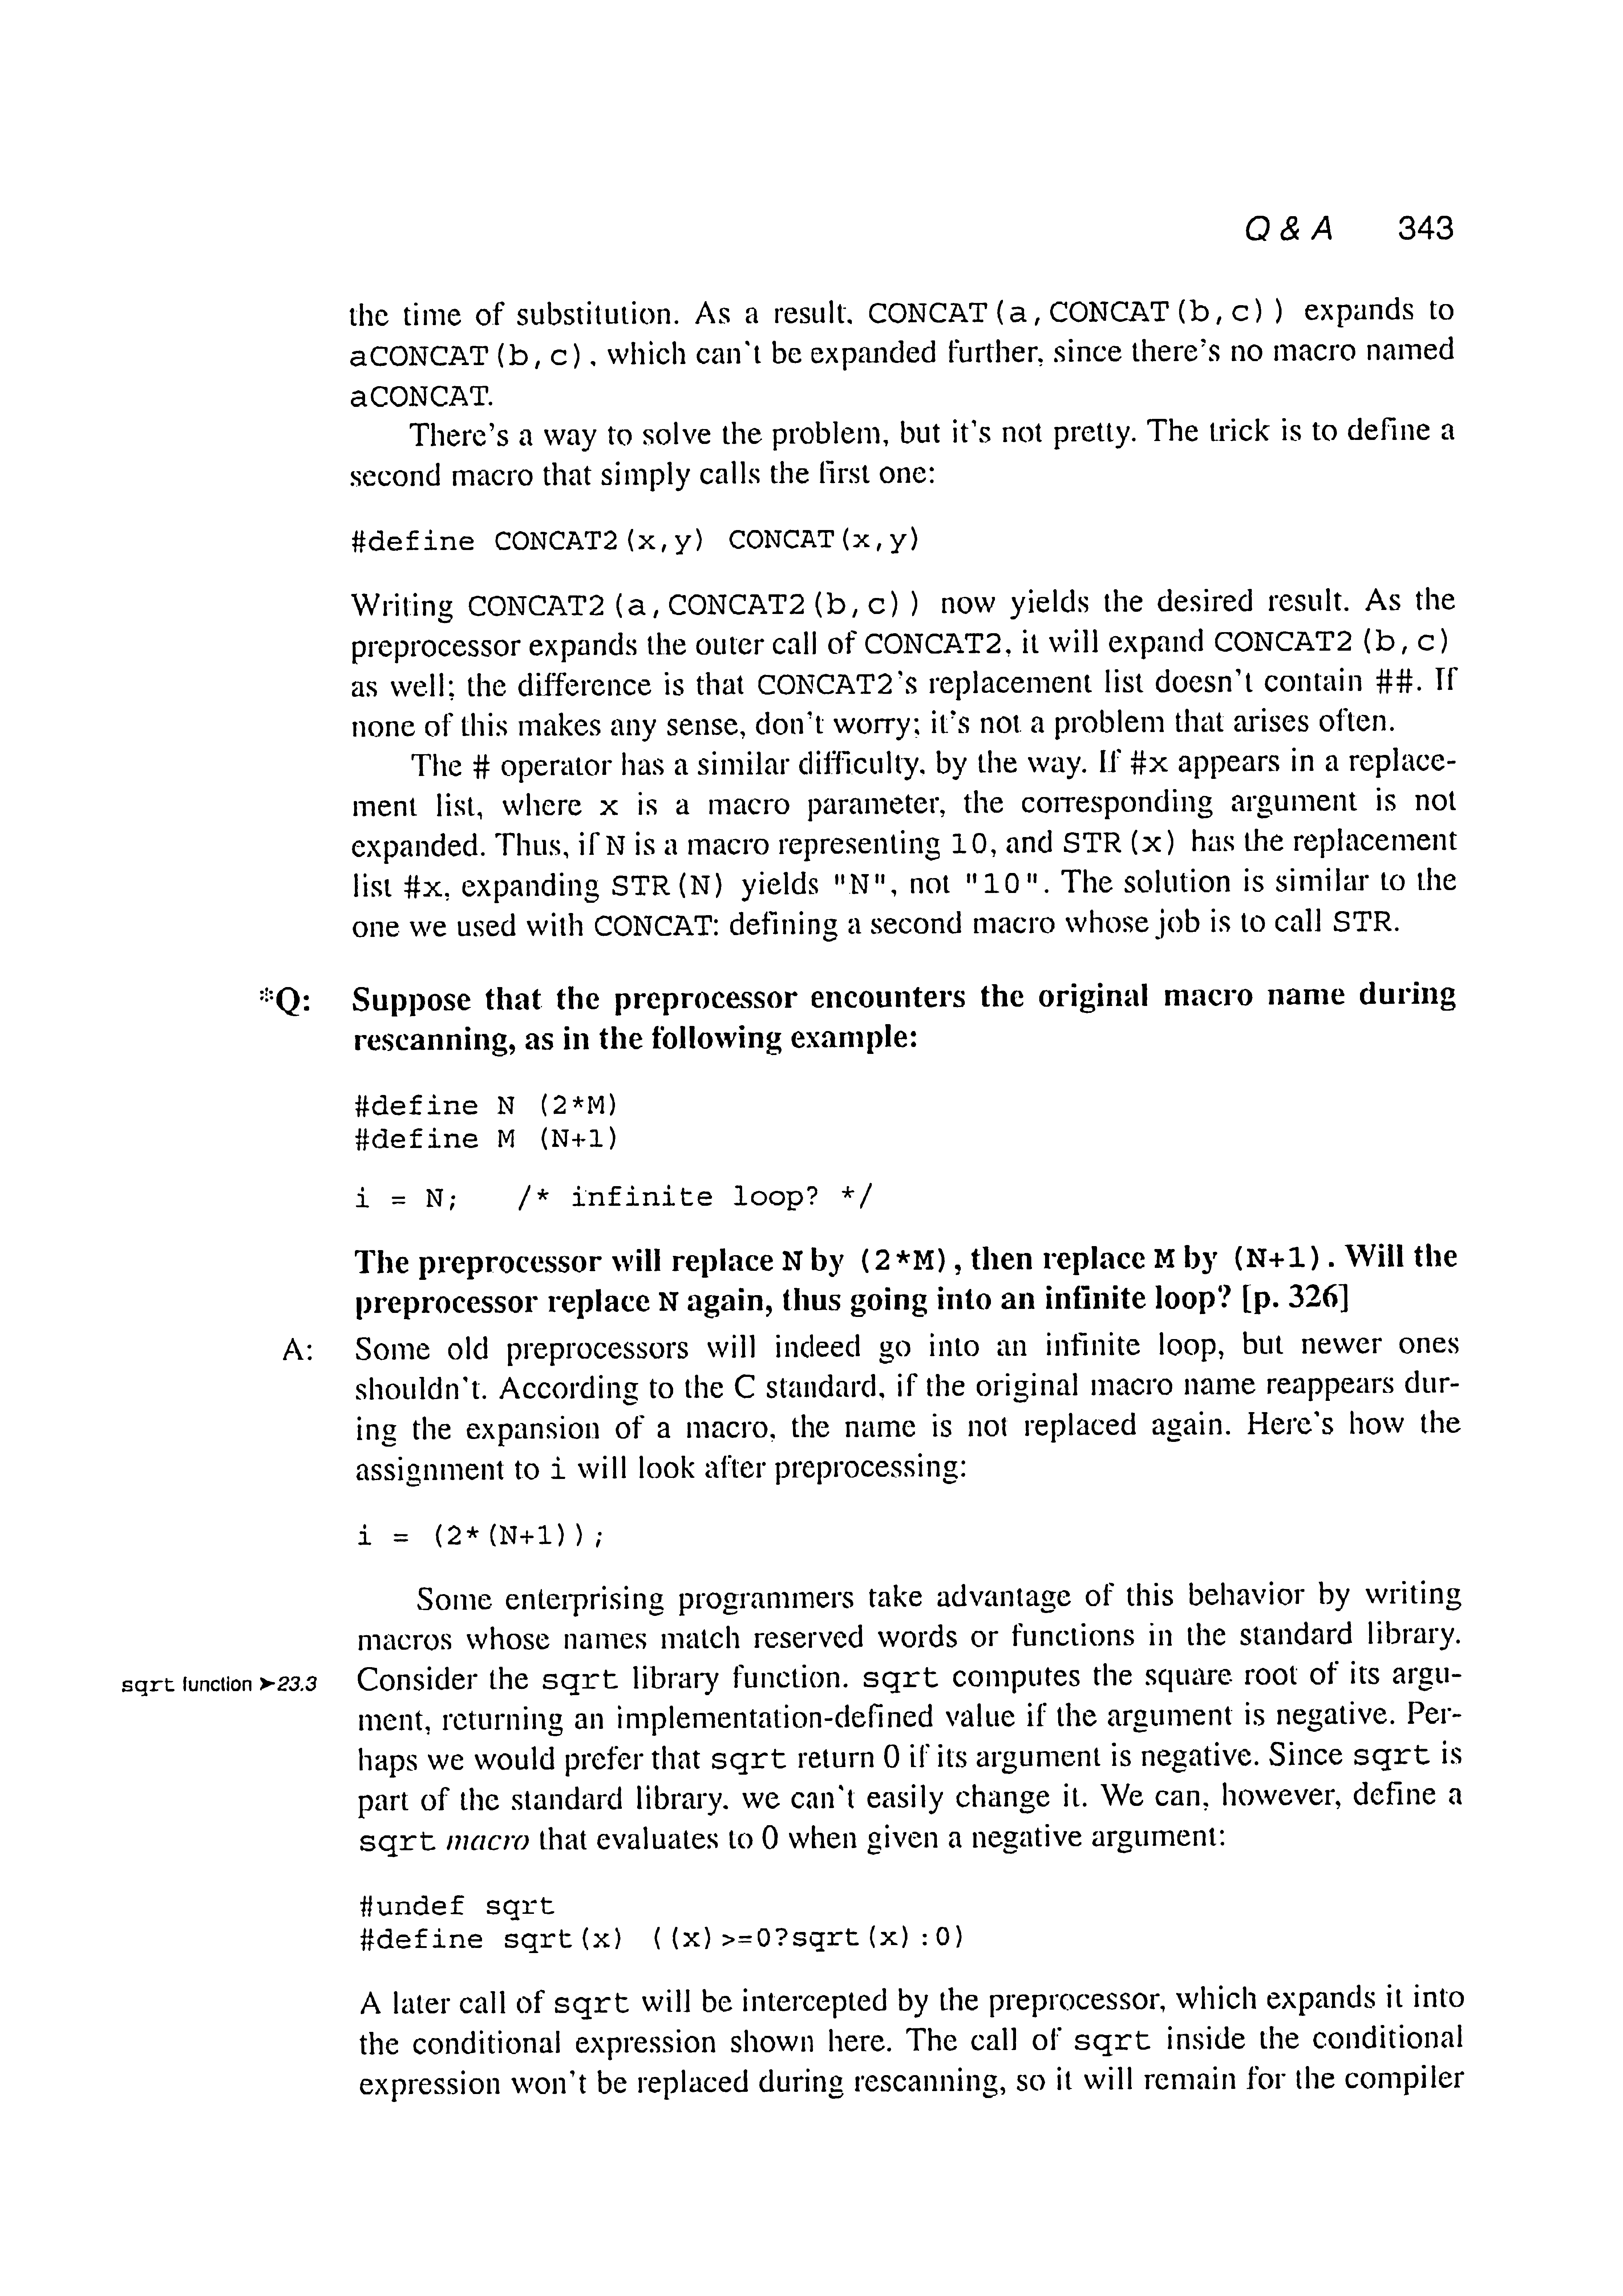 Q & A 343
the time of substitution. As a result, CONCAT(a,CONCAT(b,c)) expands to
aCONCAT(b,c), which can't be expanded further, since there's no macro named
aCONCAT.
There's a way to solve the problem, but it's not pretty. The trick is to define a
second macro that simply calls the first one:
#define CONCAT2(x,y) CONCAT(x,y)
Writing CONCAT2(a,CONCAT2(b,c)) now yields the desired result. As the
preprocessor expands the outer call of CONCAT2, it will expand CONCAT2(b,c)
as well; the difference is that CONCAT2's replacement list doesn't contain ##. If
none of this makes any sense, don't worry; it's not a problem that arises often.
The # operator has a similar difficulty, by the way. If #x appears in a replace-
ment list, where x is a macro parameter, the corresponding argument is not
expanded. Thus, if N is a macro representing 10, and STR(x) has the replacement
list #x, expanding STR(N) yields "N", not "10". The solution is similar to the
one we used with CONCAT: defining a second macro whose job is to call STR.
*Q: Suppose that the preprocessor encounters the original macro name during
rescanning, as in the following example:
#define N (2*M)
#define M (N+1)
i = N; /* infinite loop? */
The preprocessor will replace N by (2*M), then replace M by (N+1). Will the
preprocessor replace N again, thus going into an infinite loop? [p. 326]
A: Some old preprocessors will indeed go into an infinite loop, but newer ones
shouldn't. According to the C standard, if the original macro name reappears dur-
ing the expansion of a macro, the name is not replaced again. Here's how the
assignment to i will look after preprocessing:
i = (2*(N+1));
Some enterprising programmers take advantage of this behavior by writing
macros whose names match reserved words or functions in the standard library.
sqrt function ➤23.3 Consider the sqrt library function. sqrt computes the square root of its argu-
ment, returning an implementation-defined value if the argument is negative. Per-
haps we would prefer that sqrt return 0 if its argument is negative. Since sqrt is
part of the standard library, we can't easily change it. We can, however, define a
sqrt macro that evaluates to 0 when given a negative argument:
#undef sqrt
#define sqrt(x) ((x)>=0?sqrt(x):0)
A later call of sqrt will be intercepted by the preprocessor, which expands it into
the conditional expression shown here. The call of sqrt inside the conditional
expression won't be replaced during rescanning, so it will remain for the compiler